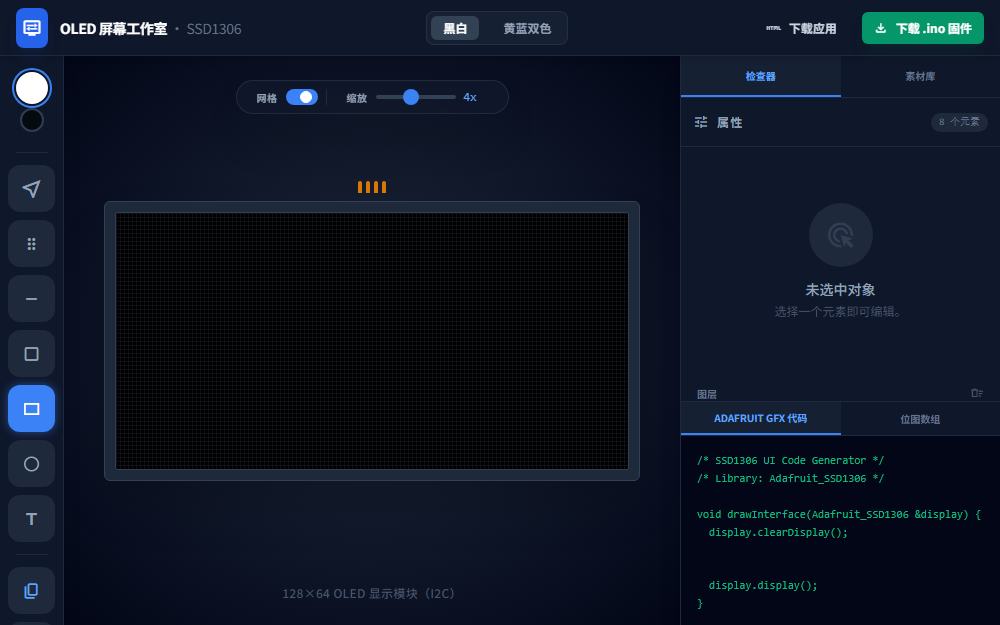 OLED 屏幕工作室 • SSD1306
黑白
黄蓝双色
HTML 下载应用
下载 .ino 固件
网格
缩放
4x
检查器
素材库
属性
8 个元素
未选中对象
选择一个元素即可编辑。
图层
ADAFRUIT GFX 代码
位图数组
/* SSD1306 UI Code Generator */
/* Library: Adafruit_SSD1306 */
void drawInterface(Adafruit_SSD1306 &display) {
display.clearDisplay();
display.display();
}
T
128×64 OLED 显示模块（I2C）